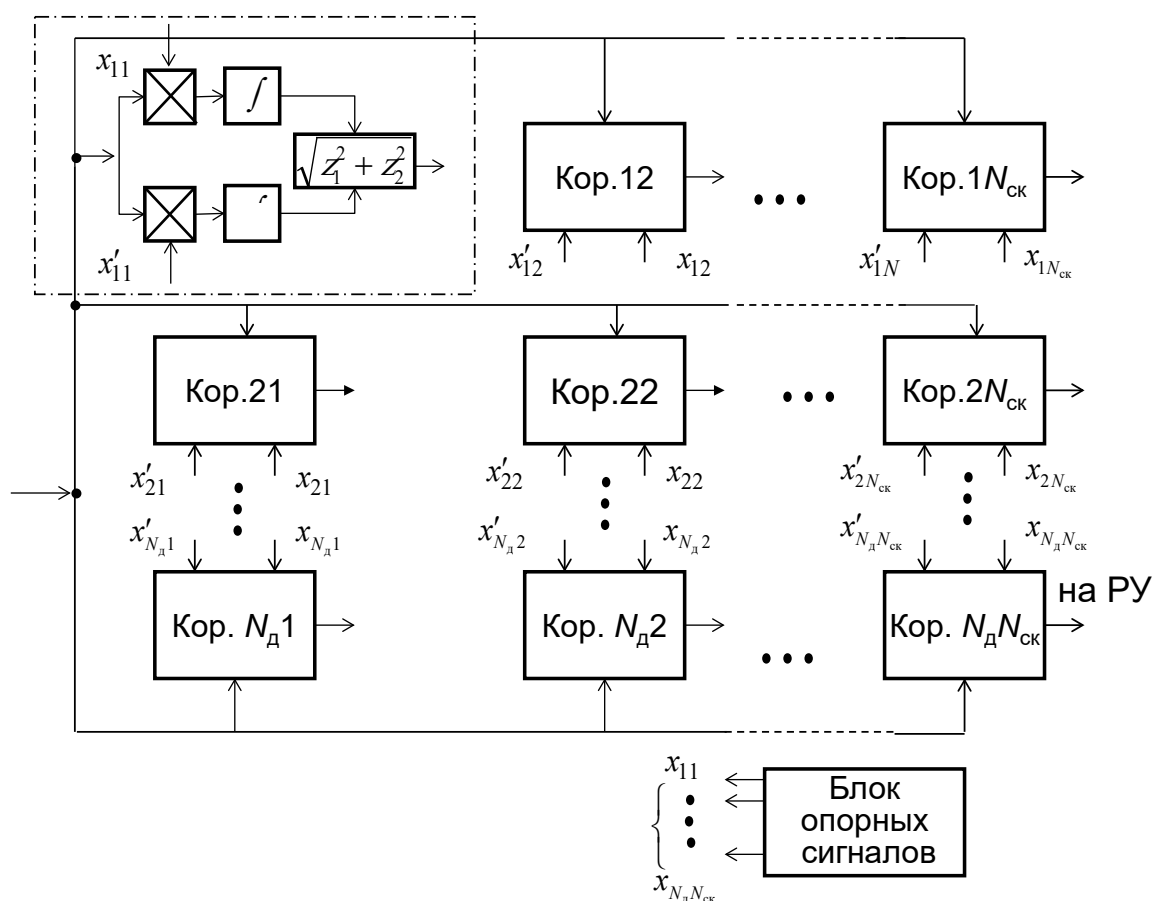 x₁₁
∫
√z₁² + z₂²
x′₁₁
Кор.12
Кор.1Nск
x′₁₂ x₁₂ x′₁N x₁Nск
Кор.21
Кор.22
Кор.2Nск
x′₂₁ x₂₁ x′₂₂ x₂₂ x′₂Nск x₂Nск
x′Nд1 xNд1 x′Nд2 xNд2 x′NдNск xNдNск
на РУ
Кор. Nд1
Кор. Nд2
Кор. NдNск
x₁₁
xNдNск
Блок
опорных
сигналов